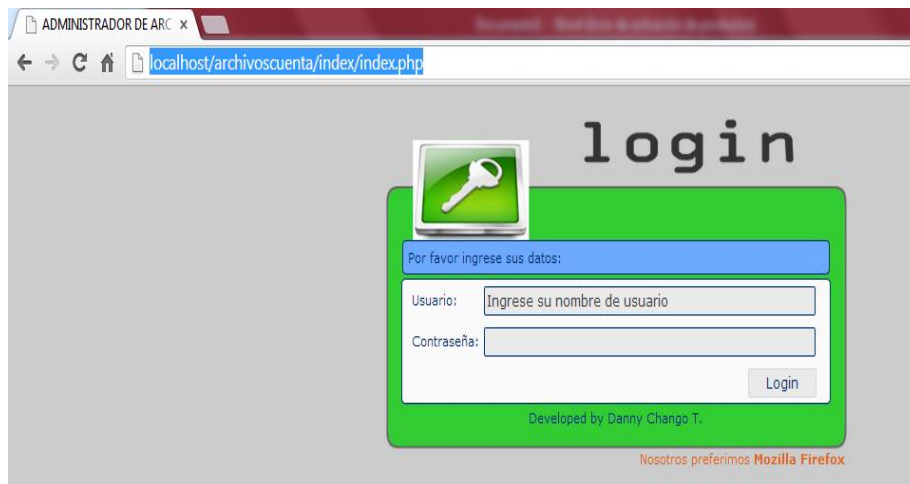 ADMINISTRADOR DE ARC
localhost/archivoscuenta/index/index.php
login
Por favor ingrese sus datos:
Usuario: Ingrese su nombre de usuario
Contraseña:
Login
Developed by Danny Chango T.
Nosotros preferimos Mozilla Firefox